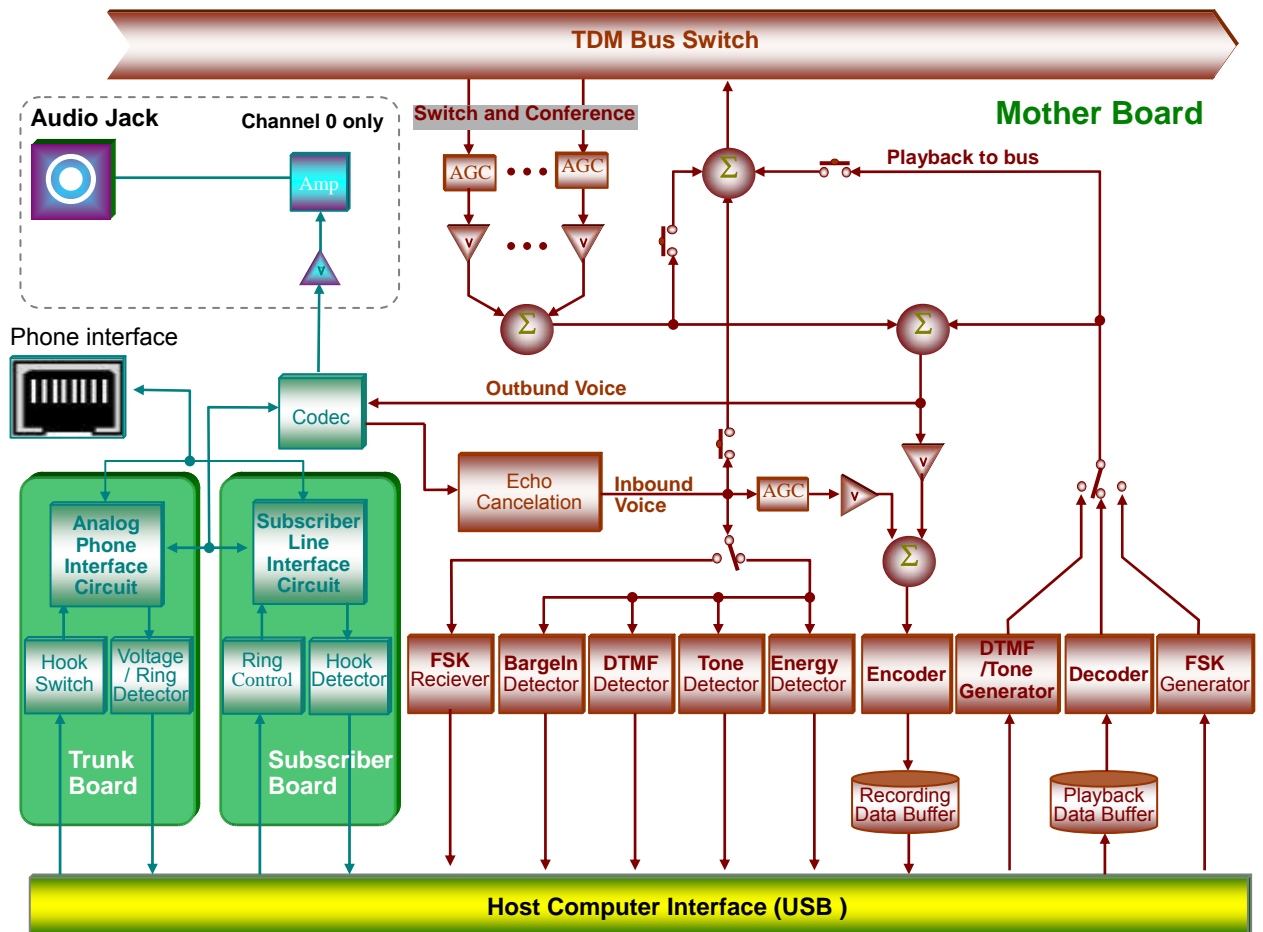 TDM Bus Switch
Audio Jack
Channel 0 only
Switch and Conference
Mother Board
Amp
AGC
AGC
Σ
Playback to bus
v
v
v
Σ
Σ
Phone interface
Outbund Voice
Codec
v
Echo
Cancelation
Inbound
Voice
AGC
v
Σ
Analog
Phone
Interface
Circuit
Subscriber
Line
Interface
Circuit
Hook
Switch
Voltage
/ Ring
Detector
Ring
Control
Hook
Detector
FSK
Reciever
BargeIn
Detector
DTMF
Detector
Tone
Detector
Energy
Detector
Encoder
DTMF
/Tone
Generator
Decoder
FSK
Generator
Trunk
Board
Subscriber
Board
Recording
Data Buffer
Playback
Data Buffer
Host Computer Interface (USB )